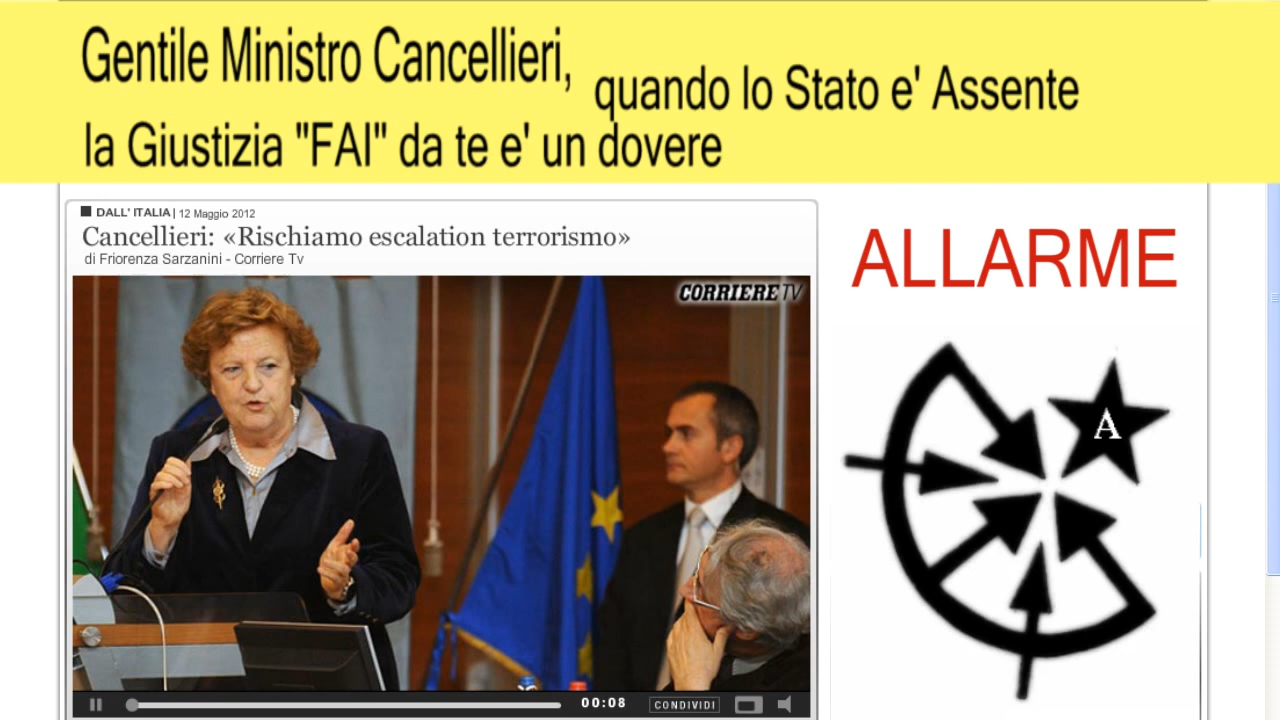 Gentile Ministro Cancellieri, quando lo Stato e' Assente
la Giustizia "FAI" da te e' un dovere
DALL' ITALIA | 12 Maggio 2012
Cancellieri: «Rischiamo escalation terrorismo»
di Friorenza Sarzanini - Corriere Tv
CORRIERE TV
ALLARME
A
00:08
CONDIVIDI